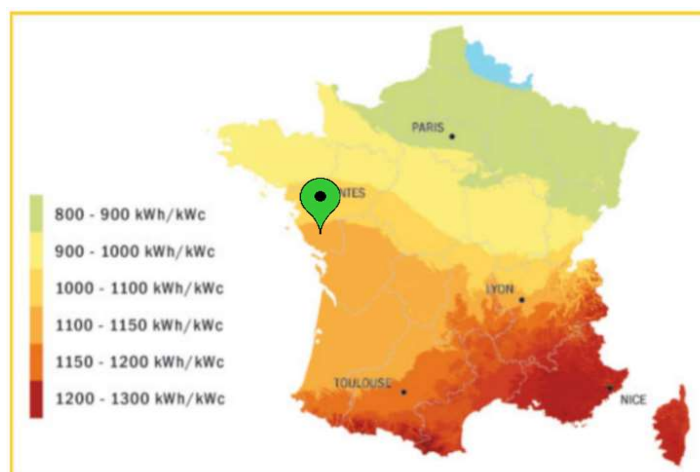 PARIS
NTES
800 - 900 kWh/kWc
900 - 1000 kWh/kWc
1000 - 1100 kWh/kWc
LYON
1100 - 1150 kWh/kWc
1150 - 1200 kWh/kWc
TOULOUSE
1200 - 1300 kWh/kWc
NICE